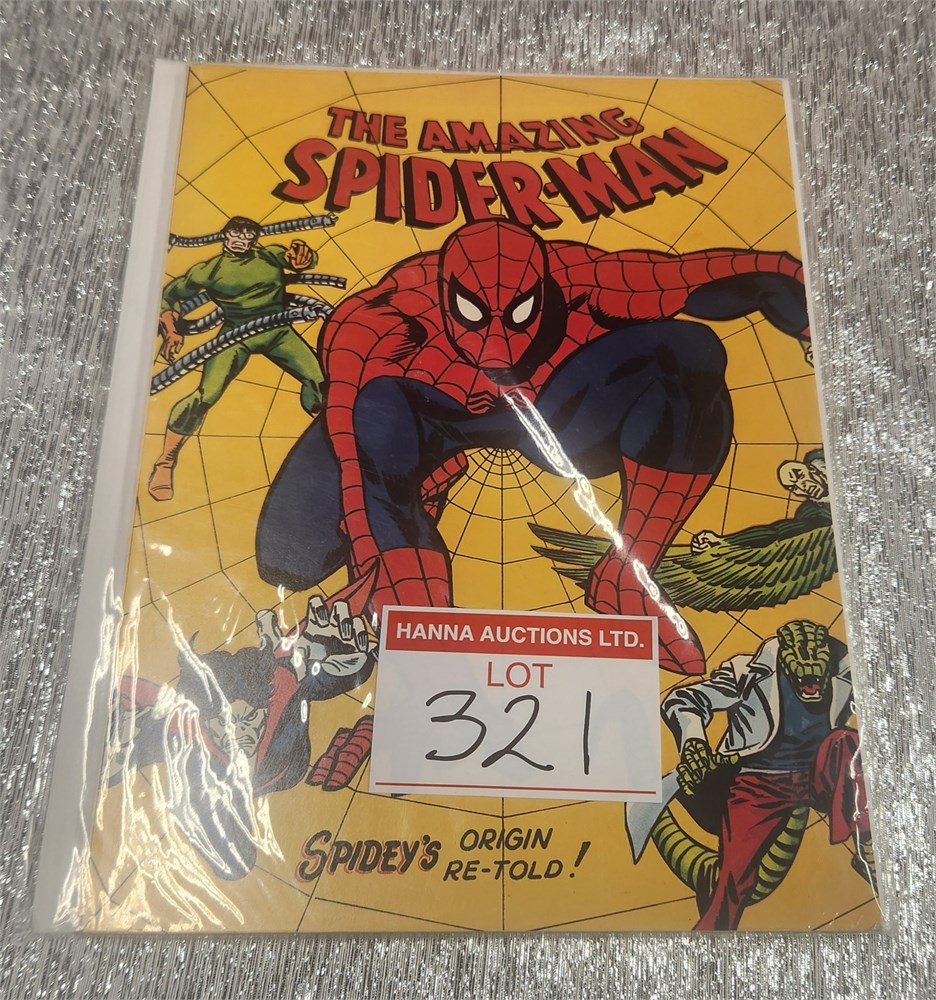 THE AMAZING
SPIDER-MAN
HANNA AUCTIONS LTD.
LOT
321
SPIDEY'S ORIGIN
RE-TOLD!